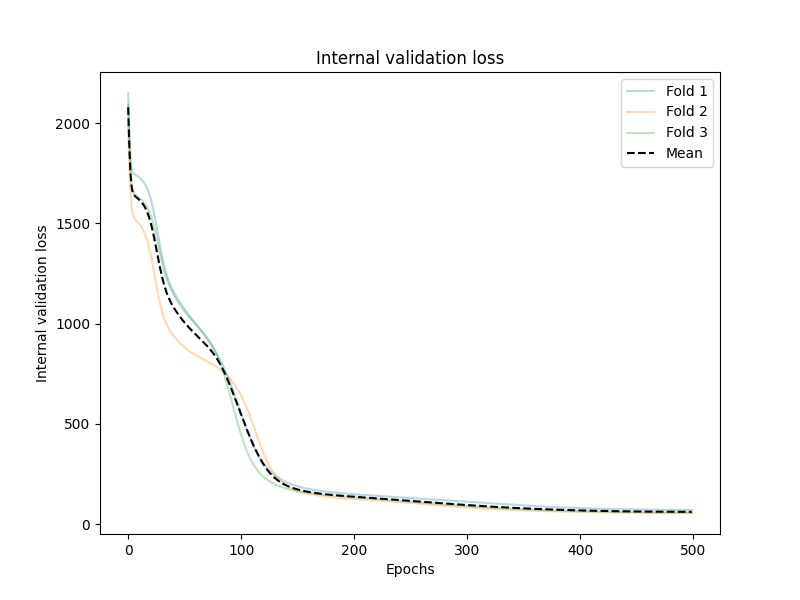 Internal validation loss
Fold 1
Fold 2
Fold 3
Mean
Internal validation loss
2000
1500
1000
500
0
0 100 200 300 400 500
Epochs